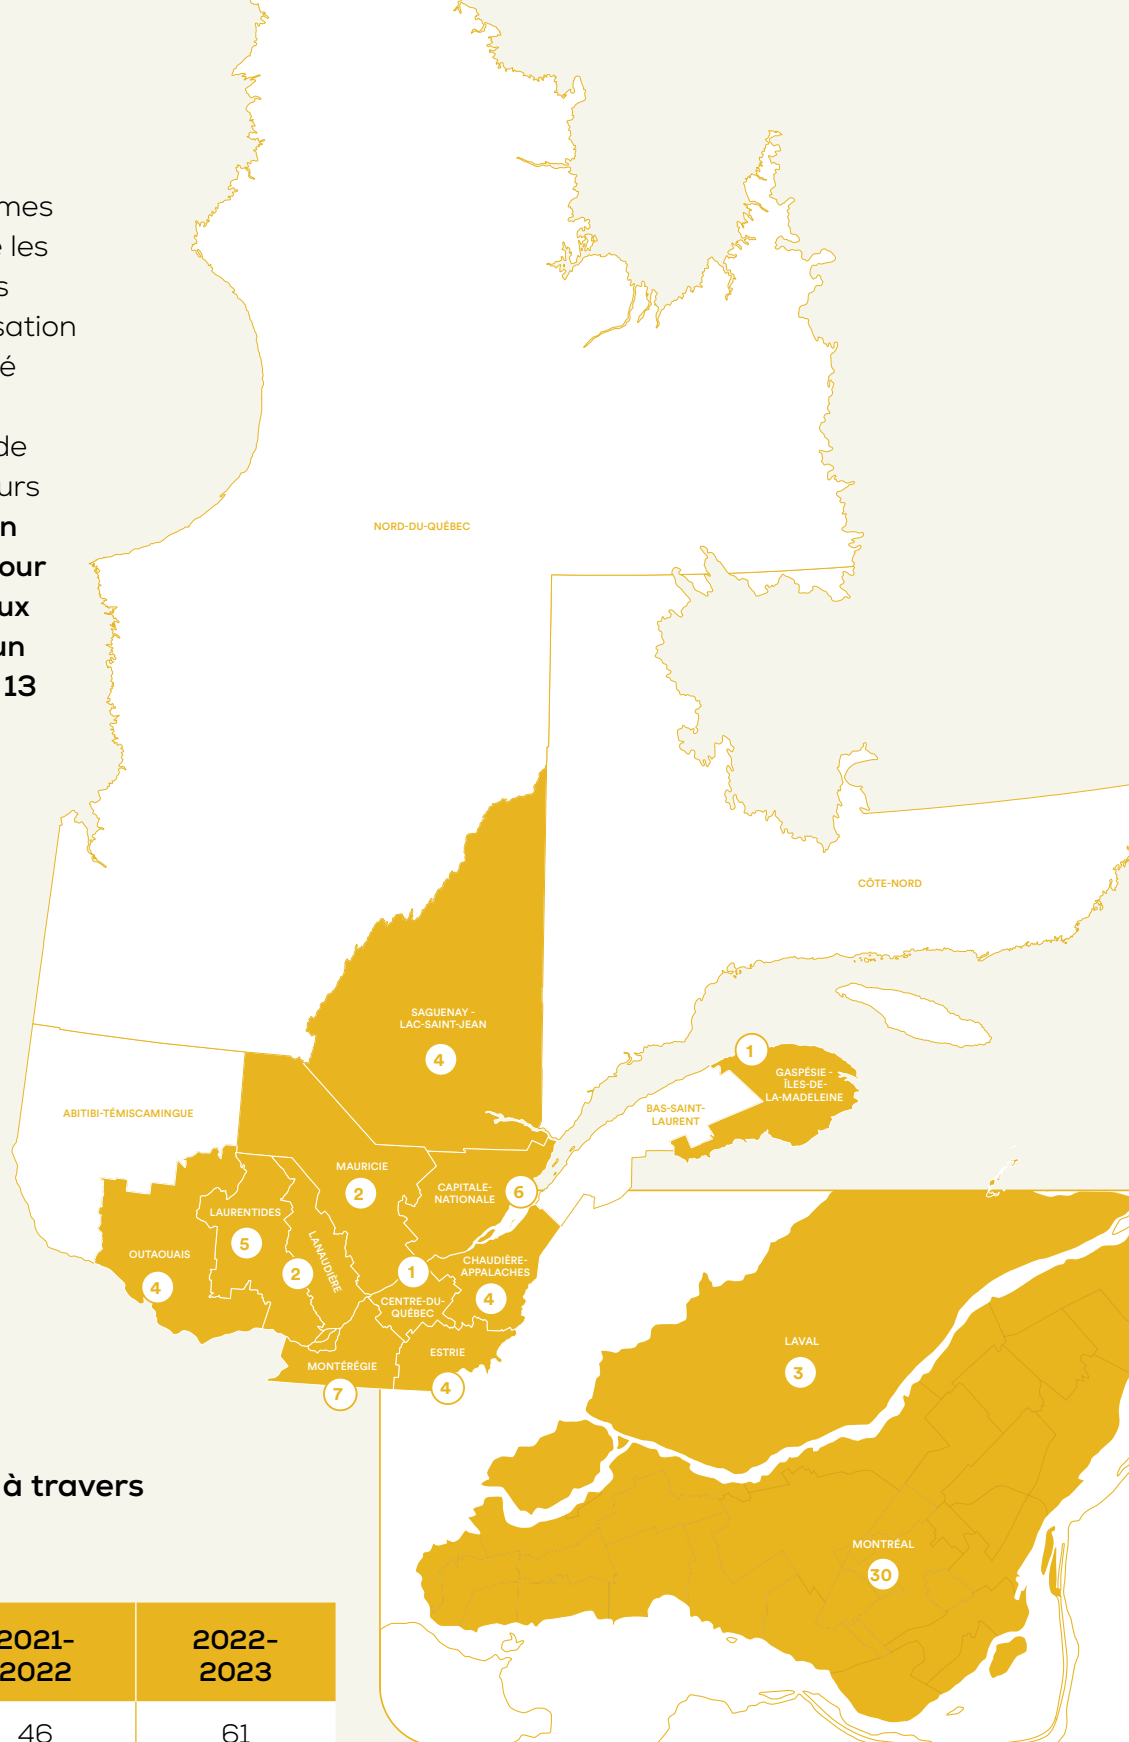 mes
e les
s
sation
é
de
urs
n
our
ux
un
13
NORD-DU-QUÉBEC
CÔTE-NORD
SAGUENAY -
LAC-SAINT-JEAN
4
1
GASPÉSIE -
ÎLES-DE-
LA-MADELEINE
BAS-SAINT-
LAURENT
ABITIBI-TÉMISCAMINGUE
MAURICIE
2
CAPITALE-
NATIONALE
6
LAURENTIDES
5
LANAUDIÈRE
2
OUTAOUAIS
4
1
CENTRE-DU-
QUÉBEC
CHAUDIÈRE-
APPALACHES
4
MONTÉRÉGIE
7
ESTRIE
4
LAVAL
3
MONTRÉAL
30
à travers
2021-
2022
2022-
2023
46
61